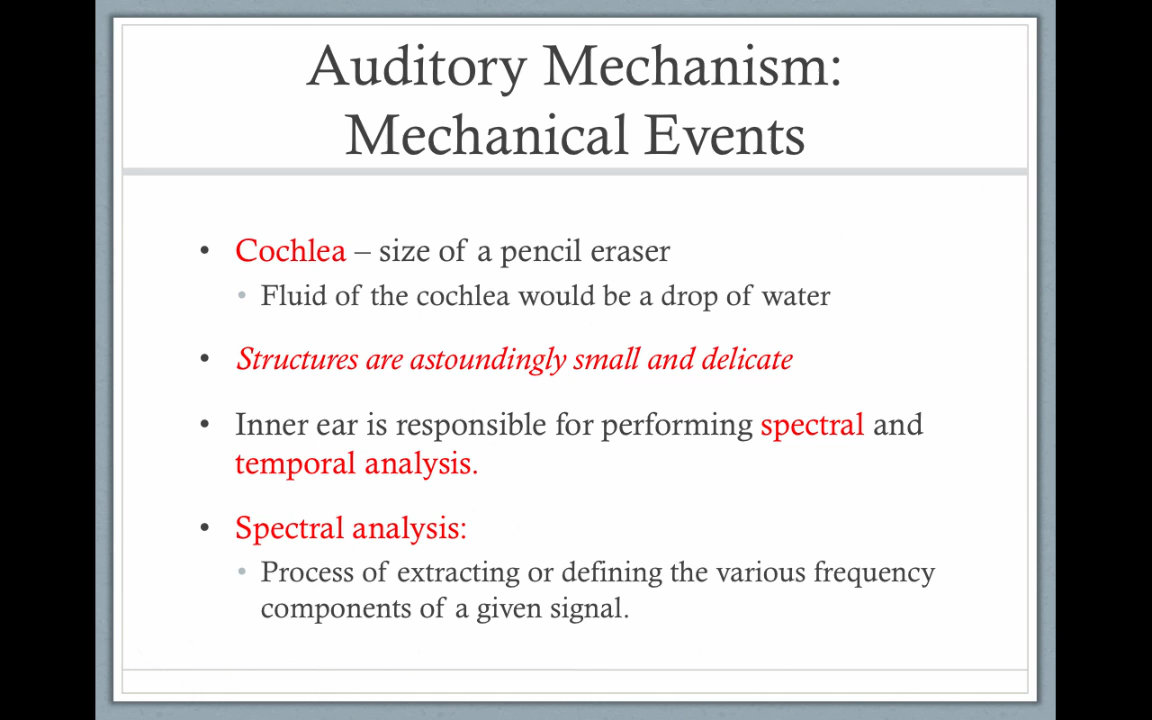 Auditory Mechanism:
Mechanical Events
• Cochlea – size of a pencil eraser
• Fluid of the cochlea would be a drop of water
• Structures are astoundingly small and delicate
• Inner ear is responsible for performing spectral and
temporal analysis.
• Spectral analysis:
• Process of extracting or defining the various frequency
components of a given signal.